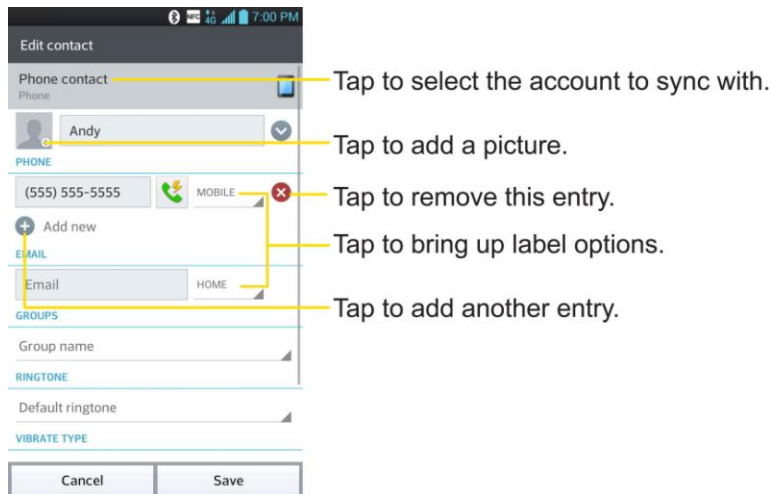 NFC 4G 7:00 PM
Edit contact
Phone contact
Phone
Tap to select the account to sync with.
Andy
Tap to add a picture.
PHONE
(555) 555-5555 MOBILE
Tap to remove this entry.
Add new
Tap to bring up label options.
EMAIL
Email HOME
Tap to add another entry.
GROUPS
Group name
RINGTONE
Default ringtone
VIBRATE TYPE
Cancel Save